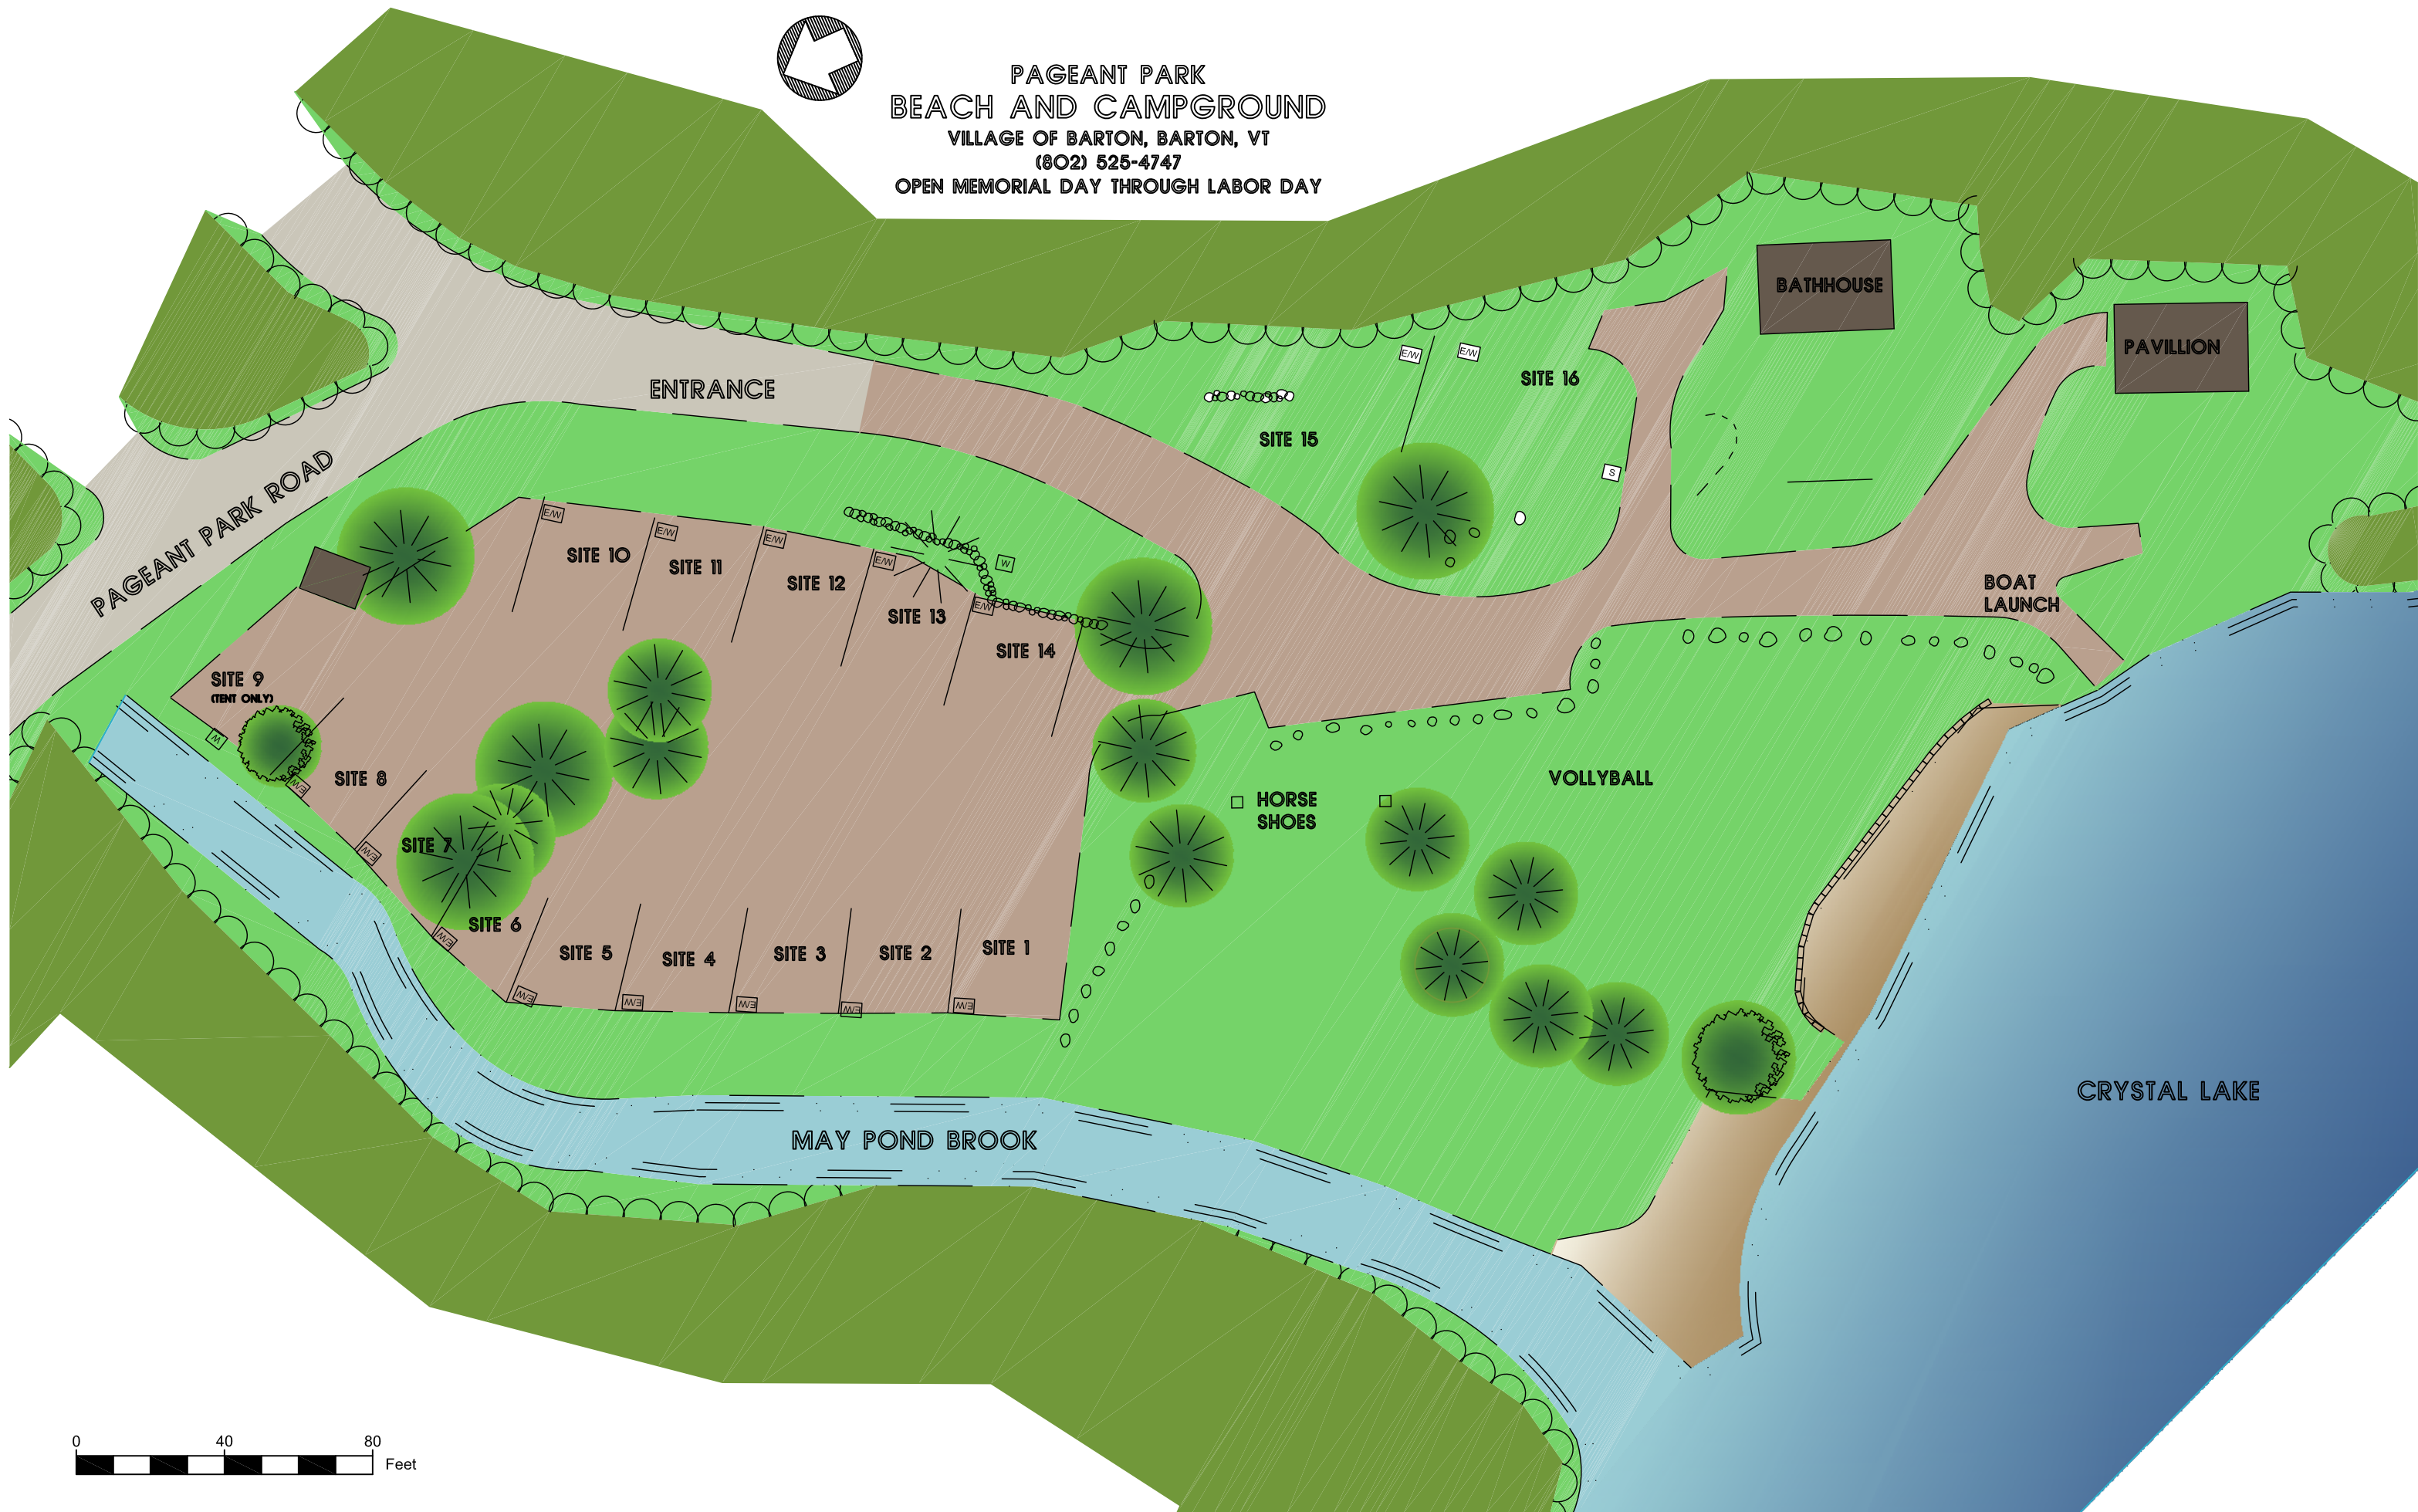 PAGEANT PARK
BEACH AND CAMPGROUND
VILLAGE OF BARTON, BARTON, VT
(802) 525-4747
OPEN MEMORIAL DAY THROUGH LABOR DAY
BATHHOUSE
PAVILLION
ENTRANCE
E/W
E/W
SITE 16
SITE 15
S
PAGEANT PARK ROAD
E/W
E/W
E/W
E/W
W
E/W
SITE 10
SITE 11
SITE 12
SITE 13
SITE 14
BOAT
LAUNCH
SITE 9
(TENT ONLY)
W
E/W
SITE 8
E/W
SITE 7
E/W
SITE 6
VOLLYBALL
HORSE
SHOES
SITE 5
SITE 4
SITE 3
SITE 2
SITE 1
E/W
E/W
E/W
E/W
E/W
CRYSTAL LAKE
MAY POND BROOK
0 40 80
Feet